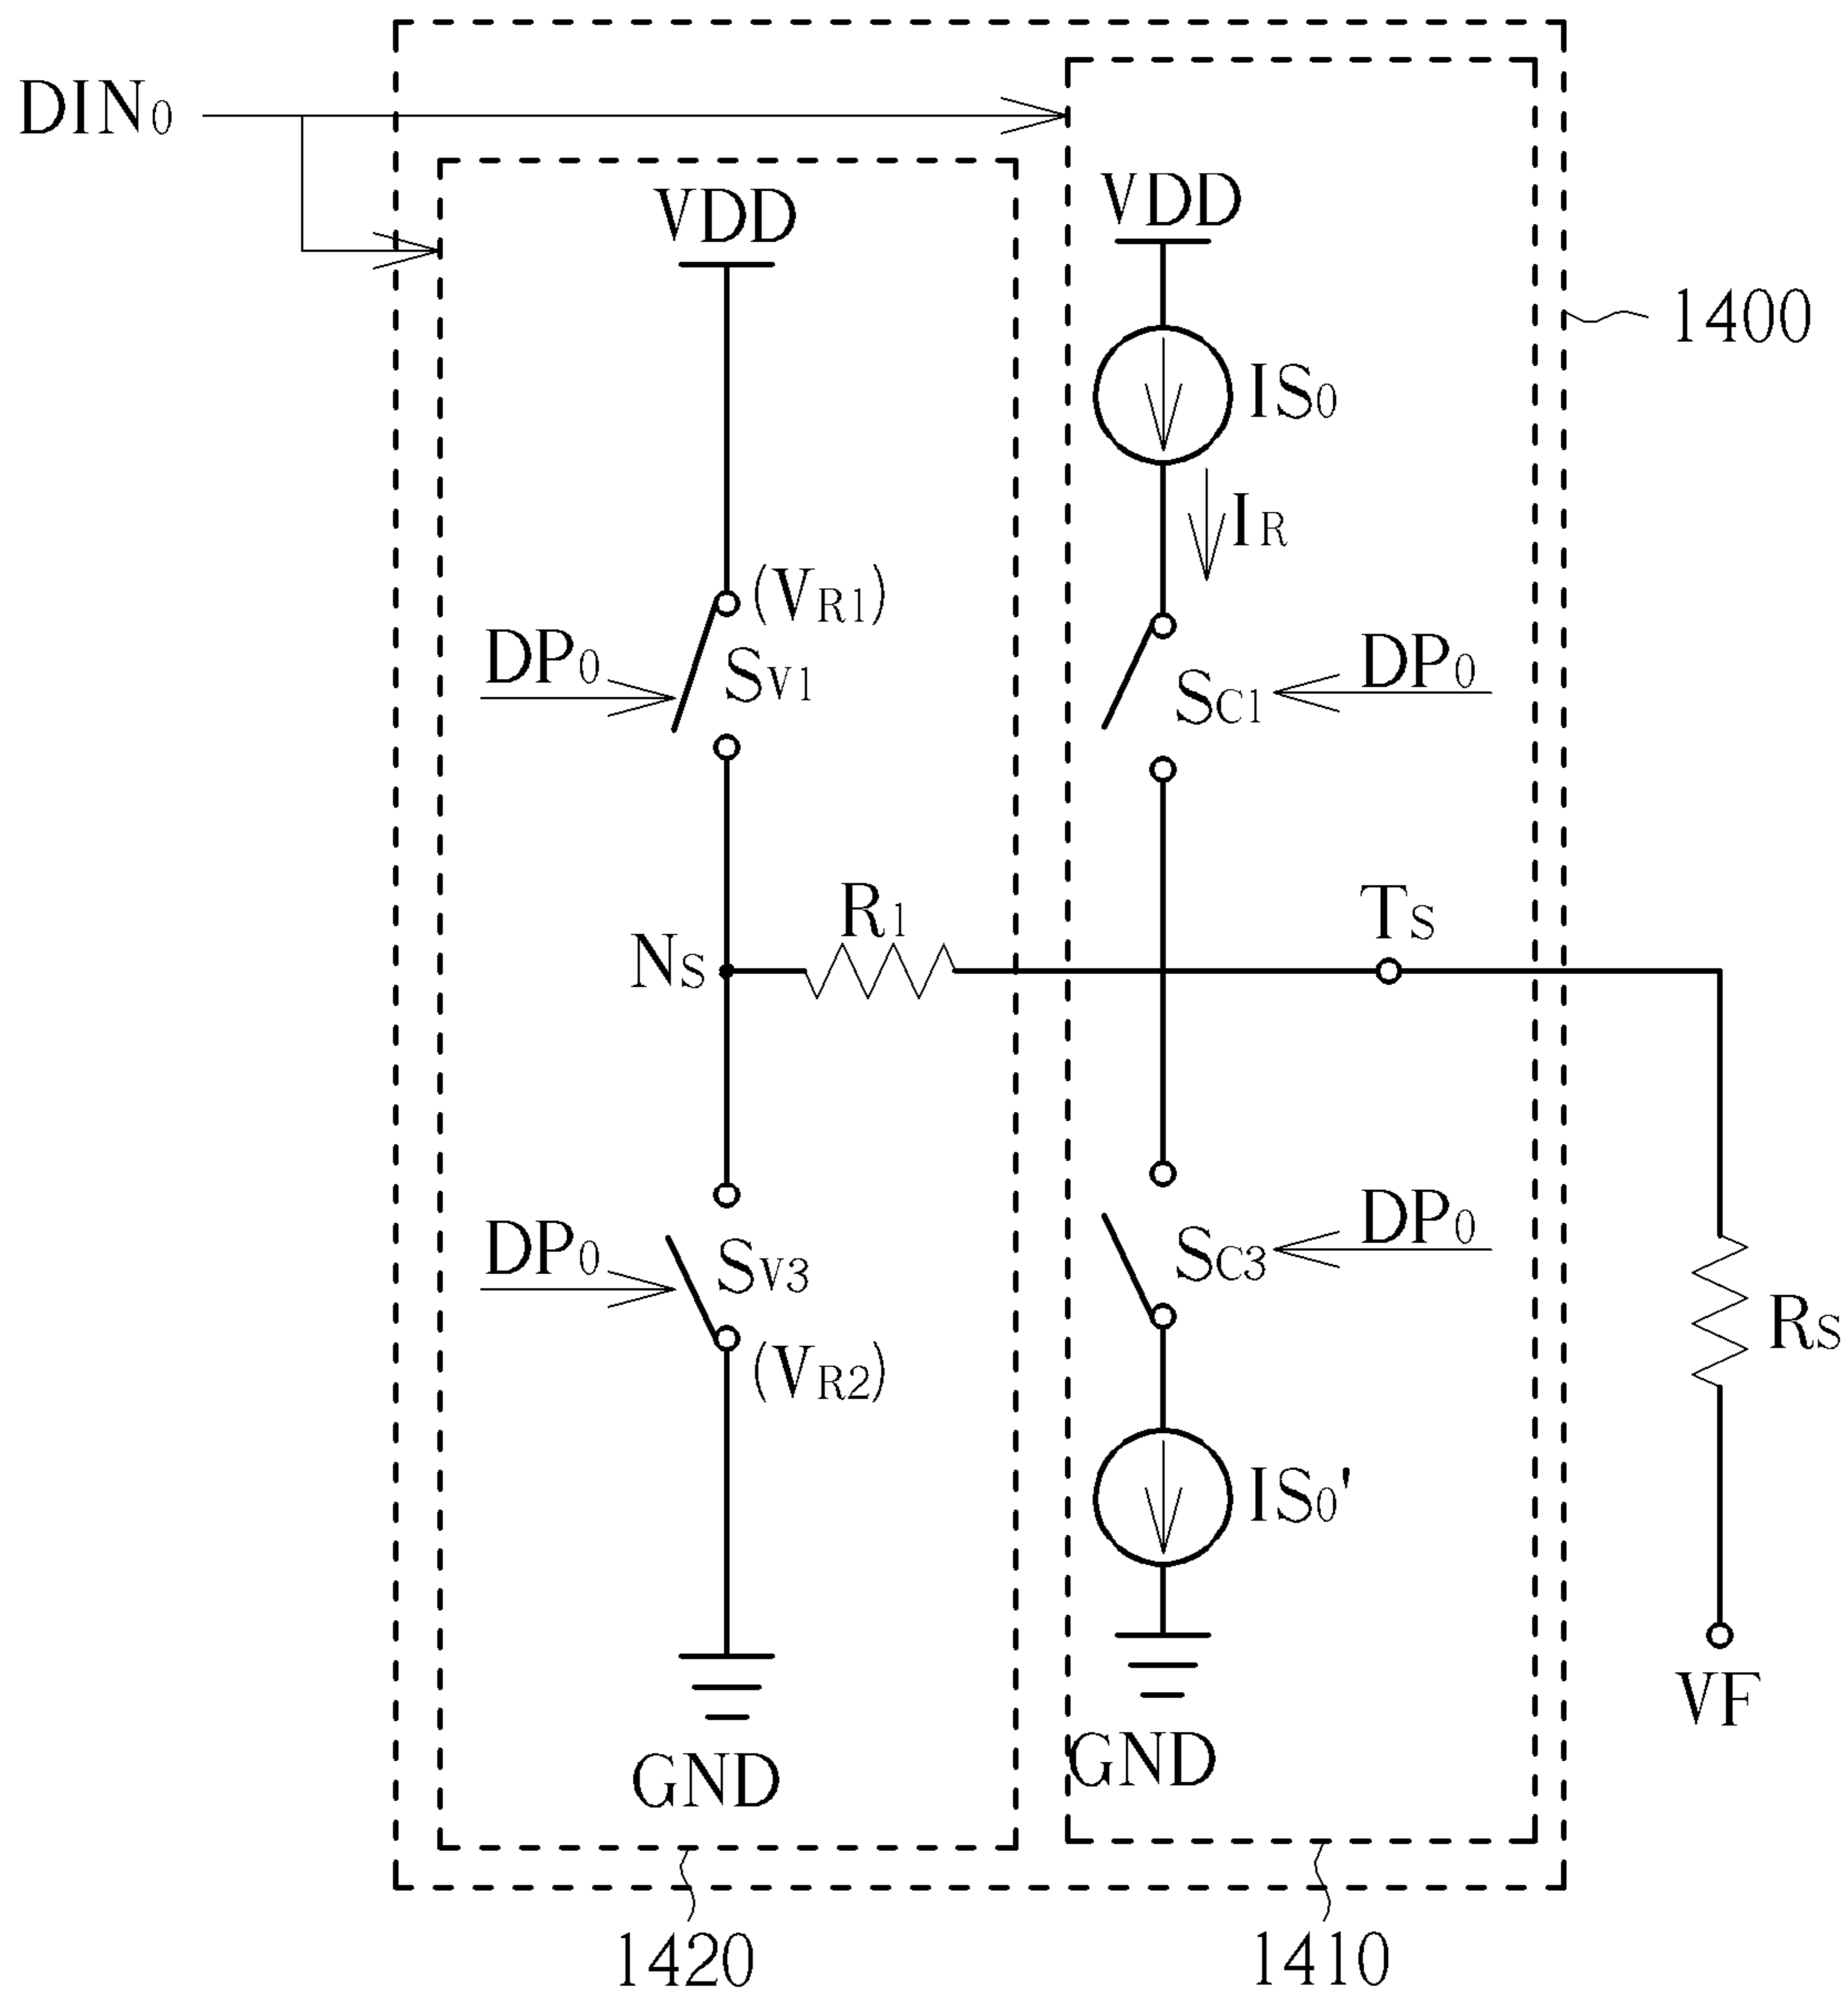 DIN0
VDD
VDD
1400
IS0
IR
(VR1)
DP0
SV1
SC1
DP0
R1
TS
NS
DP0
SV3
SC3
DP0
(VR2)
RS
IS0'
VF
GND
GND
1420
1410